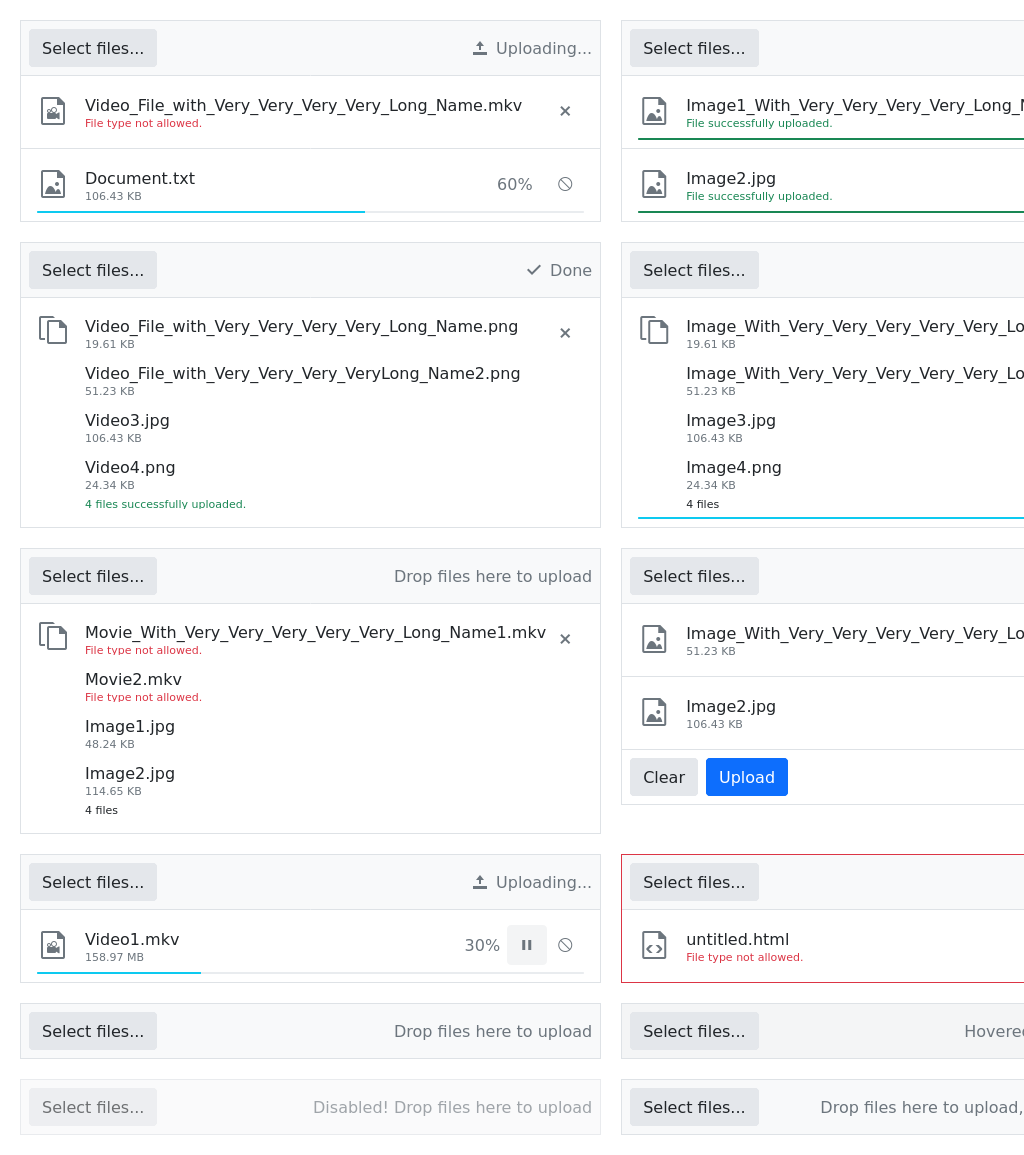 Select files...
Uploading...
Video_File_with_Very_Very_Very_Very_Long_Name.mkv
File type not allowed.
Document.txt
106.43 KB
60%
Select files...
Image1_With_Very_Very_Very_Very_Long_
File successfully uploaded.
Image2.jpg
File successfully uploaded.
Select files...
Done
Video_File_with_Very_Very_Very_Very_Long_Name.png
19.61 KB
Video_File_with_Very_Very_Very_VeryLong_Name2.png
51.23 KB
Video3.jpg
106.43 KB
Video4.png
24.34 KB
4 files successfully uploaded.
Select files...
Image_With_Very_Very_Very_Very_Very_Lo
19.61 KB
Image_With_Very_Very_Very_Very_Very_Lo
51.23 KB
Image3.jpg
106.43 KB
Image4.png
24.34 KB
4 files
Select files...
Drop files here to upload
Movie_With_Very_Very_Very_Very_Very_Long_Name1.mkv
File type not allowed.
Movie2.mkv
File type not allowed.
Image1.jpg
48.24 KB
Image2.jpg
114.65 KB
4 files
Select files...
Image_With_Very_Very_Very_Very_Very_Lo
51.23 KB
Image2.jpg
106.43 KB
Clear
Upload
Select files...
Uploading...
Video1.mkv
158.97 MB
30%
Select files...
untitled.html
File type not allowed.
Select files...
Drop files here to upload
Select files...
Hovered
Select files...
Disabled! Drop files here to upload
Select files...
Drop files here to upload,